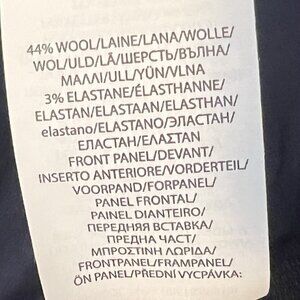 44% WOOL/LAINE/LANA/WOLLE/
WOL/ULD/LÃ/ШЕРСТЬ/ВЪЛНА/
ΜΑΛΛΙ/ULL/YÜN/VLNA
3% ELASTANE/ÉLASTHANNE/
ELASTAN/ELASTAAN/ELASTHAN/
elastano/ELASTANO/ЭЛАСТАН/
ЕЛАСТАН/ΕΛΑΣΤΑΝ
FRONT PANEL/DEVANT/
INSERTO ANTERIORE/VORDERTEIL/
VOORPAND/FORPANEL/
PANEL FRONTAL/
PAINEL DIANTEIRO/
ПЕРЕДНЯЯ ВСТАВКА/
ПРЕДНА ЧАСТ/
ΜΠΡΟΣΤΙΝΗ ΛΩΡΙΔΑ/
FRONTPANEL/FRAMPANEL/
ÖN PANEL/PŘEDNÍ VYCPÁVKA: